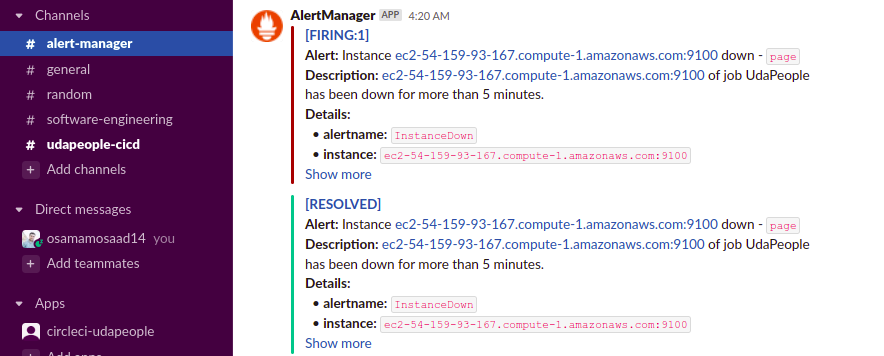 Channels
# alert-manager
# general
# random
# software-engineering
# udapeople-cicd
+ Add channels
Direct messages
osamamosaad14 you
+ Add teammates
Apps
circleci-udapeople
+ Add apps
AlertManager APP 4:20 AM
[FIRING:1]
Alert: Instance ec2-54-159-93-167.compute-1.amazonaws.com:9100 down - page
Description: ec2-54-159-93-167.compute-1.amazonaws.com:9100 of job UdaPeople
has been down for more than 5 minutes.
Details:
• alertname: InstanceDown
• instance: ec2-54-159-93-167.compute-1.amazonaws.com:9100
Show more
[RESOLVED]
Alert: Instance ec2-54-159-93-167.compute-1.amazonaws.com:9100 down - page
Description: ec2-54-159-93-167.compute-1.amazonaws.com:9100 of job UdaPeople
has been down for more than 5 minutes.
Details:
• alertname: InstanceDown
• instance: ec2-54-159-93-167.compute-1.amazonaws.com:9100
Show more